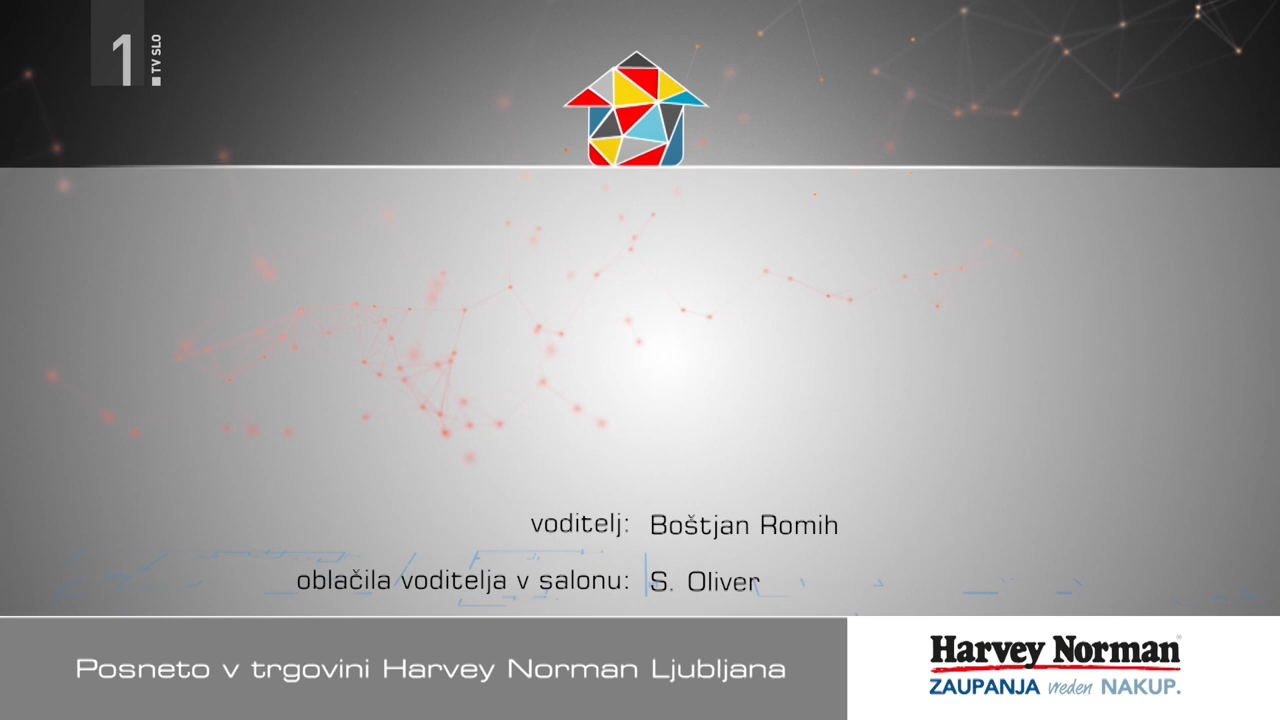 1
TV SLO
voditelj: Boštjan Romih
oblačila voditelja v salonu: S. Oliver
Posneto v trgovini Harvey Norman Ljubljana
Harvey Norman
ZAUPANJA vreden NAKUP.